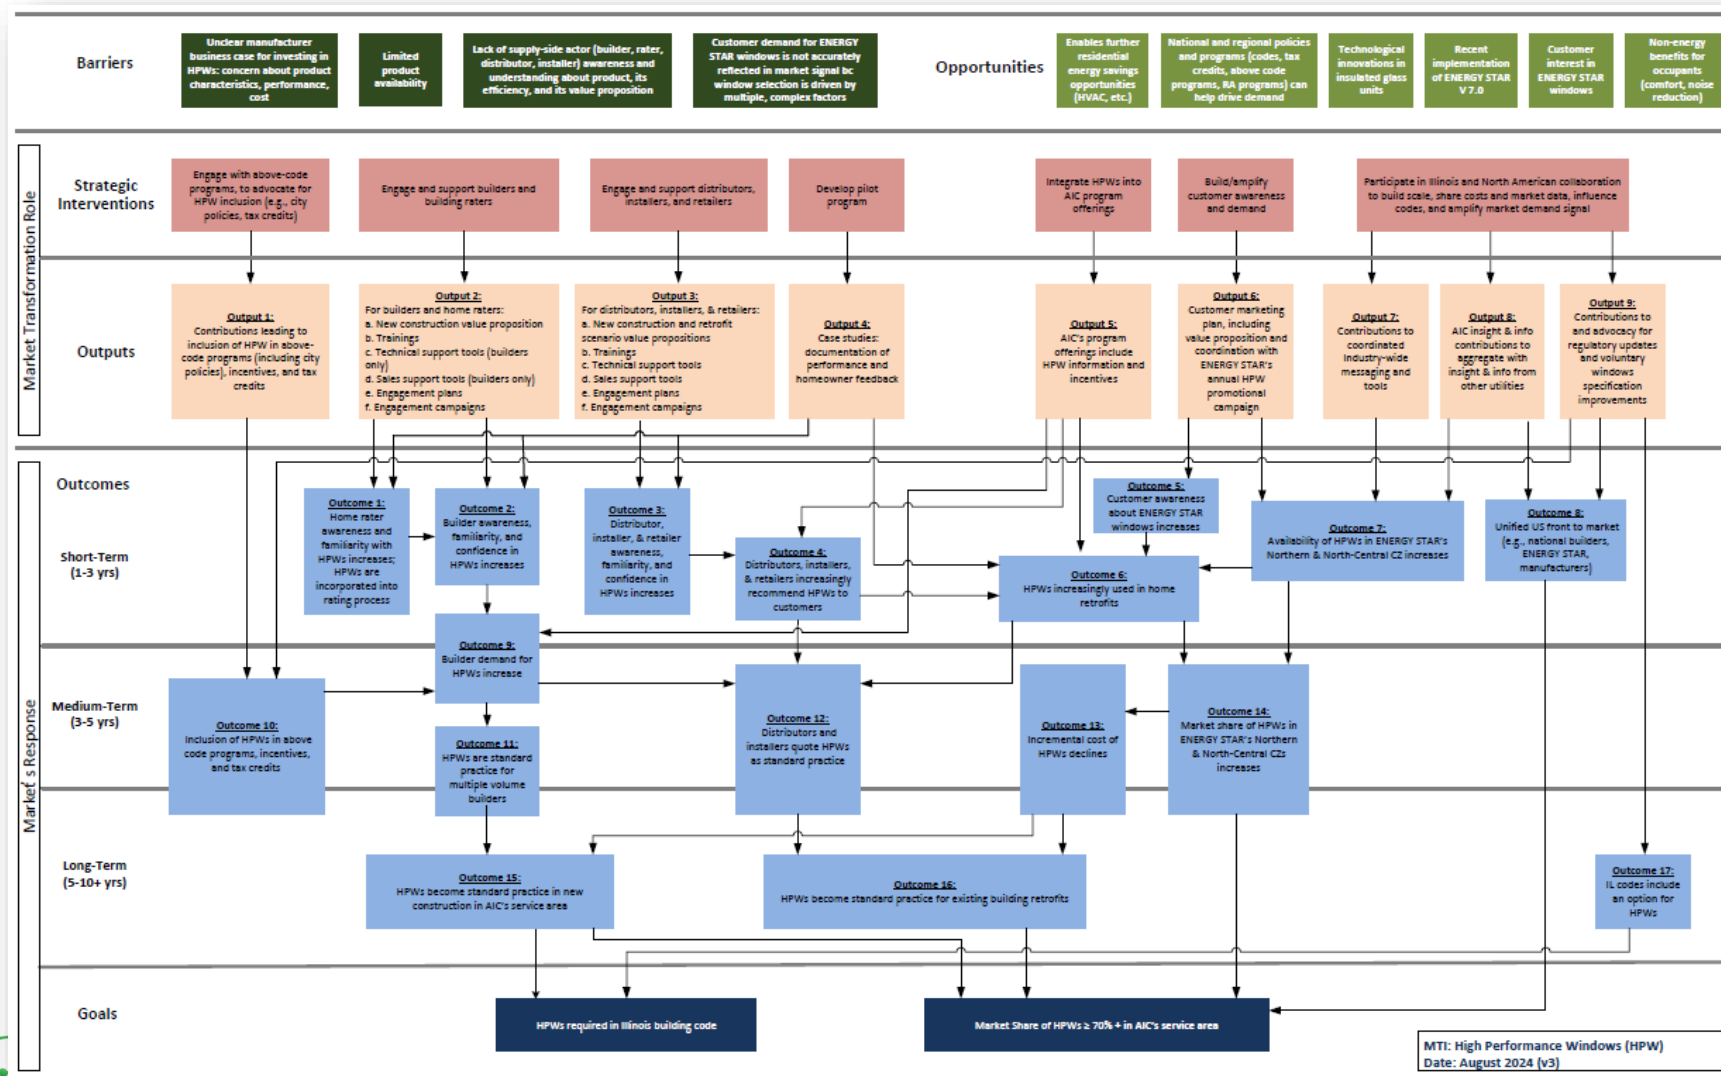 Barriers
Unclear manufacturer
business case for investing in
HPWs: concern about product
characteristics, performance,
cost
Limited
product
availability
Lack of supply-side actor (builder, rater,
distributor, installer) awareness and
understanding about product, its
efficiency, and its value proposition
Customer demand for ENERGY
STAR windows is not accurately
reflected in market signal bc
window selection is driven by
multiple, complex factors
Opportunities
Enables further
residential
energy savings
opportunities
(HVAC, etc.)
National and regional policies
and programs (codes, tax
credits, above code
programs, RA programs) can
help drive demand
Technological
innovations in
insulated glass
units
Recent
implementation
of ENERGY STAR
V 7.0
Customer
interest in
ENERGY STAR
windows
Non-energy
benefits for
occupants
(comfort, noise
reduction)
Market Transformation Role
Strategic
Interventions
Engage with above-code
programs, to advocate for
HPW inclusion (e.g., city
policies, tax credits)
Engage and support builders and
building raters
Engage and support distributors,
installers, and retailers
Develop pilot
program
Integrate HPWs into
AIC program
offerings
Build/amplify
customer awareness
and demand
Participate in Illinois and North American collaboration
to build scale, share costs and market data, influence
codes, and amplify market demand signal
Outputs
Output 1:
Contributions leading to
inclusion of HPW in above-
code programs (including city
policies), incentives, and tax
credits
Output 2:
For builders and home raters:
a. New construction value proposition
b. Trainings
c. Technical support tools (builders
only)
d. Sales support tools (builders only)
e. Engagement plans
f. Engagement campaigns
Output 3:
For distributors, installers, & retailers:
a. New construction and retrofit
scenario value propositions
b. Trainings
c. Technical support tools
d. Sales support tools
e. Engagement plans
f. Engagement campaigns
Output 4:
Case studies:
documentation of
performance and
homeowner feedback
Output 5:
AIC's program
offerings include
HPW information and
incentives
Output 6:
Customer marketing
plan, including
value proposition and
coordination with
ENERGY STAR's
annual HPW
promotional
campaign
Output 7:
Contributions to
coordinated
industry-wide
messaging and
tools
Output 8:
AIC insight & info
contributions to
aggregate with
insight & info from
other utilities
Output 9:
Contributions to
and advocacy for
regulatory updates
and voluntary
windows
specification
improvements
Market's Response
Outcomes
Short-Term
(1-3 yrs)
Outcome 1:
Home rater
awareness and
familiarity with
HPWs increases;
HPWs are
incorporated into
rating process
Outcome 2:
Builder awareness,
familiarity, and
confidence in
HPWs increases
Outcome 3:
Distributor,
installer, & retailer
awareness,
familiarity, and
confidence in
HPWs increases
Outcome 4:
Distributors, installers,
& retailers increasingly
recommend HPWs to
customers
Outcome 5:
Customer awareness
about ENERGY STAR
windows increases
Outcome 6:
HPWs increasingly used in home
retrofits
Outcome 7:
Availability of HPWs in ENERGY STAR's
Northern & North-Central CZ increases
Outcome 8:
Unified US front to market
(e.g., national builders,
ENERGY STAR,
manufacturers)
Outcome 9:
Builder demand for
HPWs increase
Medium-Term
(3-5 yrs)
Outcome 10:
Inclusion of HPWs in above
code programs, incentives,
and tax credits
Outcome 11:
HPWs are standard
practice for
multiple volume
builders
Outcome 12:
Distributors and
installers quote HPWs
as standard practice
Outcome 13:
Incremental cost of
HPWs declines
Outcome 14:
Market share of HPWs in
ENERGY STAR's Northern
& North-Central CZs
increases
Long-Term
(5-10+ yrs)
Outcome 15:
HPWs become standard practice in new
construction in AIC's service area
Outcome 16:
HPWs become standard practice for existing building retrofits
Outcome 17:
IL codes include
an option for
HPWs
Goals
HPWs required in Illinois building code
Market Share of HPWs ≥ 70% + in AIC's service area
MTI: High Performance Windows (HPW)
Date: August 2024 (v3)